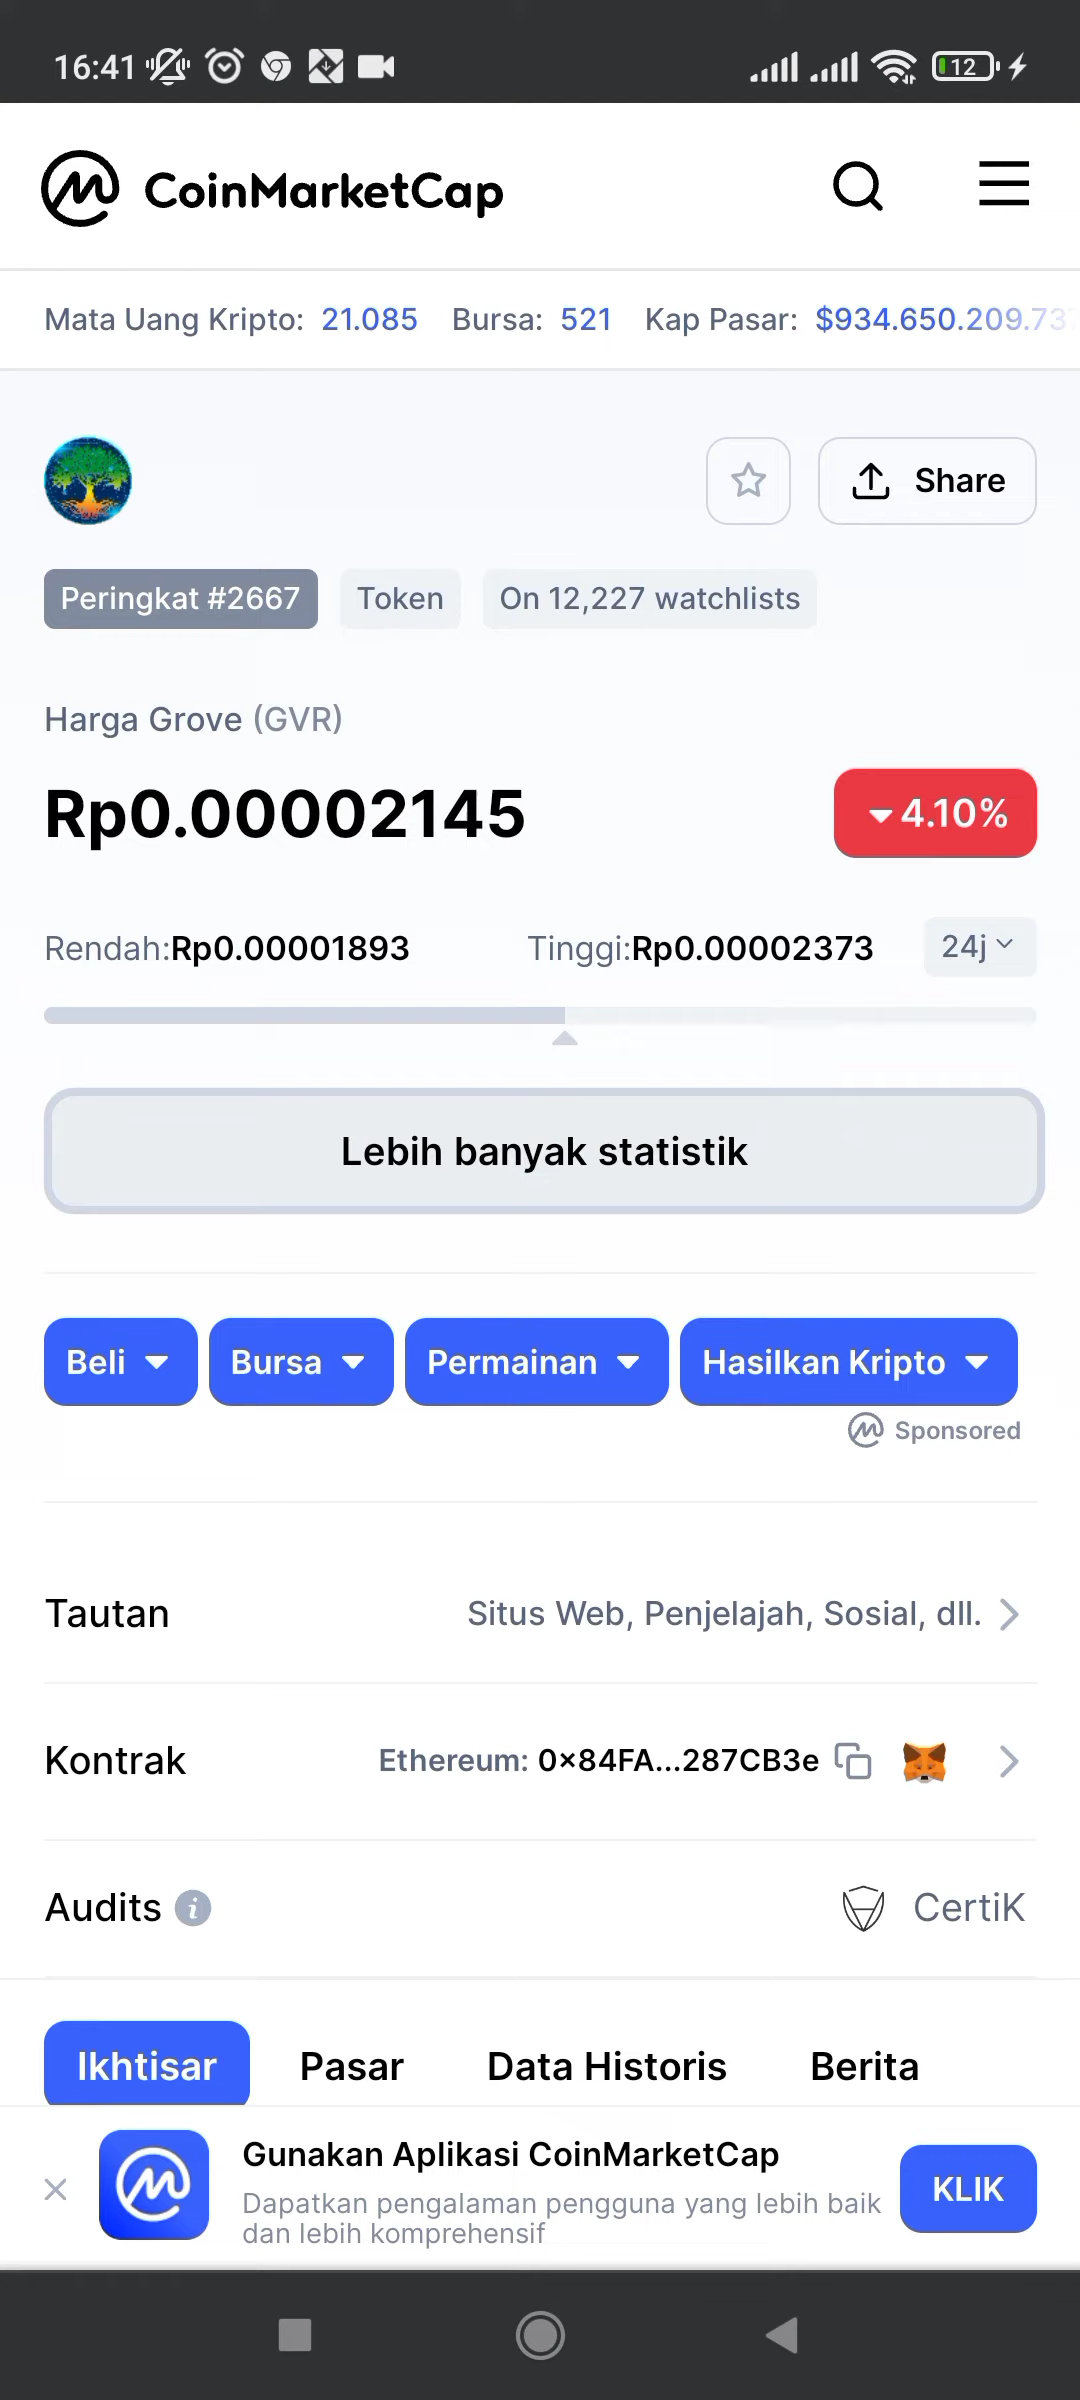 16:41 12
CoinMarketCap
Mata Uang Kripto: 21.085 Bursa: 521 Kap Pasar: $934.650.209.737
Share
Peringkat #2667 Token On 12,227 watchlists
Harga Grove (GVR)
Rp0.00002145 4.10%
Rendah:Rp0.00001893 Tinggi:Rp0.00002373 24j
Lebih banyak statistik
Beli Bursa Permainan Hasilkan Kripto
Sponsored
Tautan Situs Web, Penjelajah, Sosial, dll.
Kontrak Ethereum: 0x84FA...287CB3e
Audits CertiK
Ikhtisar Pasar Data Historis Berita
Gunakan Aplikasi CoinMarketCap
Dapatkan pengalaman pengguna yang lebih baik
dan lebih komprehensif
KLIK